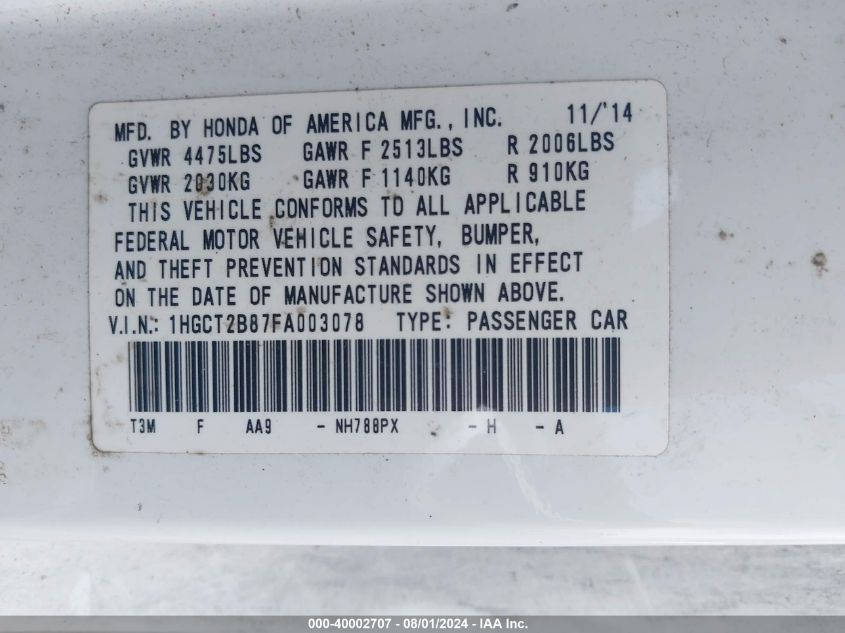 MFD. BY HONDA OF AMERICA MFG., INC. 11/'14
GVWR 4475LBS GAWR F 2513LBS R 2006LBS
GVWR 2030KG GAWR F 1140KG R 910KG
THIS VEHICLE CONFORMS TO ALL APPLICABLE
FEDERAL MOTOR VEHICLE SAFETY, BUMPER,
AND THEFT PREVENTION STANDARDS IN EFFECT
ON THE DATE OF MANUFACTURE SHOWN ABOVE.
V.I.N.: 1HGCT2B87FA003078 TYPE: PASSENGER CAR
T3M F AA9 - NH788PX - H - A
000-40002707 - 08/01/2024 - IAA Inc.